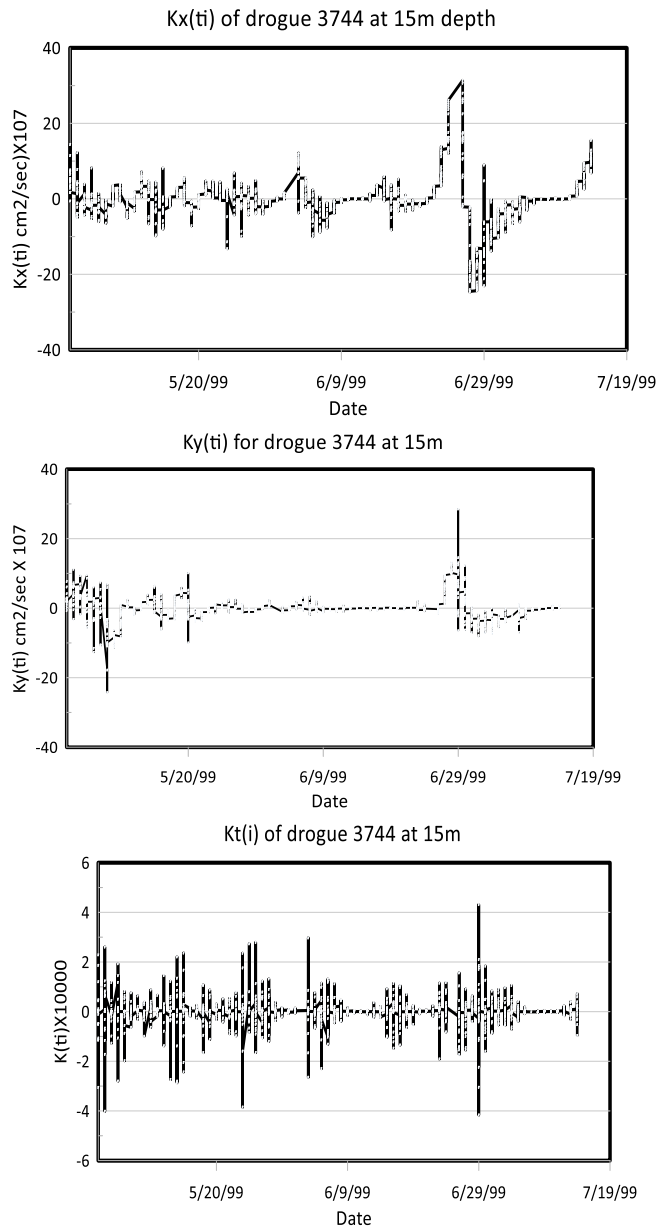 Kx(ti) of drogue 3744 at 15m depth
Kx(ti) cm2/sec)X107
40
20
0
-20
-40
5/20/99 6/9/99 6/29/99 7/19/99
Date
Ky(ti) for drogue 3744 at 15m
Ky(ti) cm2/sec X 107
40
20
0
-20
-40
5/20/99 6/9/99 6/29/99 7/19/99
Date
Kt(i) of drogue 3744 at 15m
K(ti)X10000
6
4
2
0
-2
-4
-6
5/20/99 6/9/99 6/29/99 7/19/99
Date